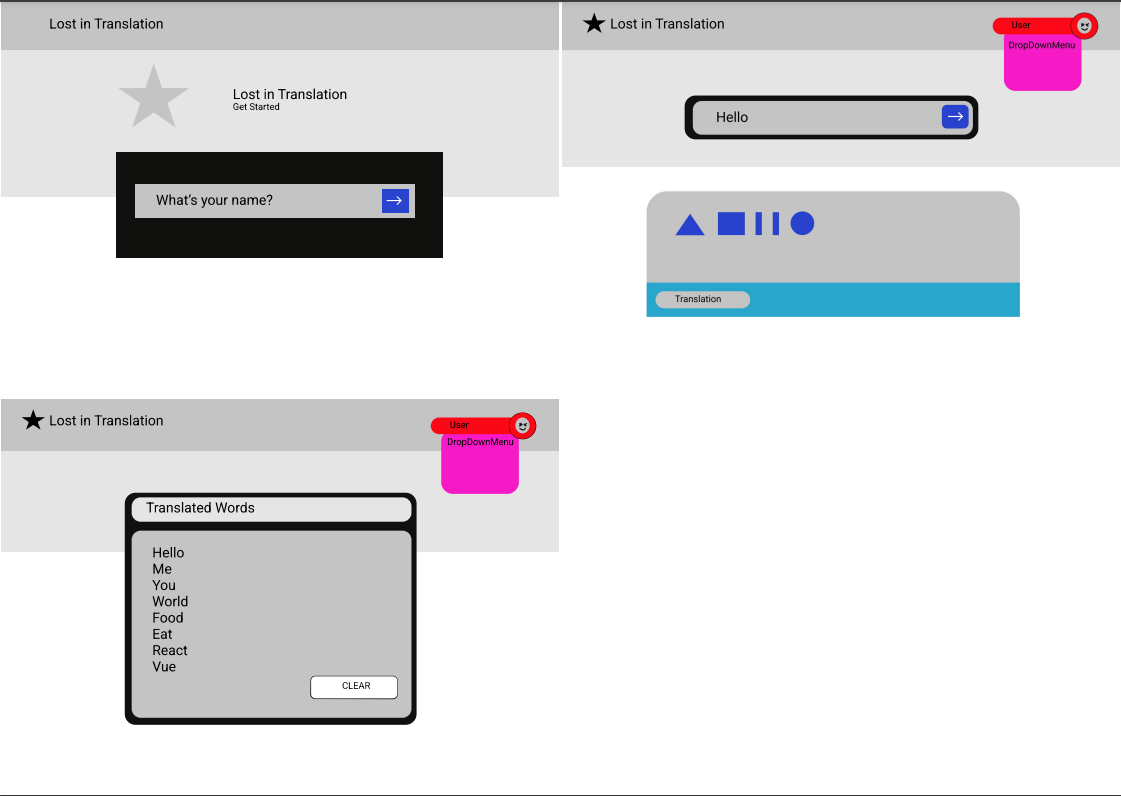 Lost in Translation
Lost in Translation
Get Started
What's your name?
Lost in Translation
User
DropDownMenu
Hello
Translation
Lost in Translation
User
DropDownMenu
Translated Words
Hello
Me
You
World
Food
Eat
React
Vue
CLEAR